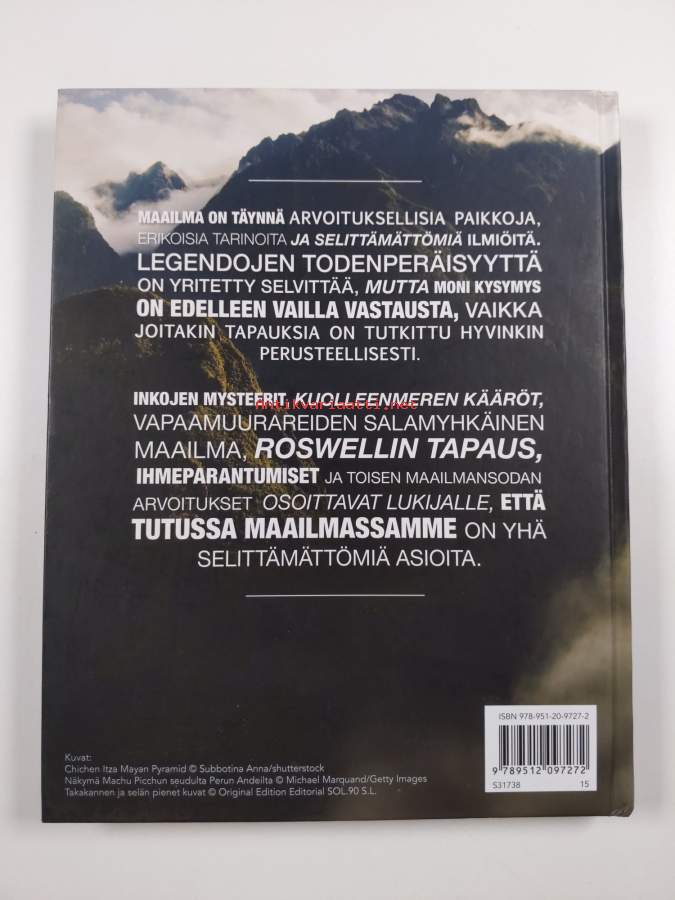 MAAILMA ON TÄYNNÄ ARVOITUKSELLISIA PAIKKOJA,
ERIKOISIA TARINOITA JA SELITTÄMÄTTÖMIÄ ILMIÖITÄ.
LEGENDOJEN TODENPERÄISYYTTÄ
ON YRITETTY SELVITTÄÄ, MUTTA MONI KYSYMYS
ON EDELLEEN VAILLA VASTAUSTA, VAIKKA
JOITAKIN TAPAUKSIA ON TUTKITTU HYVINKIN
PERUSTEELLISESTI.
INKOJEN MYSTEERIT, KUOLLEENMEREN KÄÄRÖT,
Antikvariaatti.net
VAPAAMUURAREIDEN SALAMYHKÄINEN
MAAILMA, ROSWELLIN TAPAUS,
IHMEPARANTUMISET JA TOISEN MAAILMANSODAN
ARVOITUKSET OSOITTAVAT LUKIJALLE, ETTÄ
TUTUSSA MAAILMASSAMME ON YHÄ
SELITTÄMÄTTÖMIÄ ASIOITA.
ISBN 978-951-20-9727-2
9 789512 097272
S31738 15
Kuvat:
Chichen Itza Mayan Pyramid © Subbotina Anna/shutterstock
Näkymä Machu Picchun seudulta Perun Andeilta © Michael Marquand/Getty Images
Takakannen ja selän pienet kuvat © Original Edition Editorial SOL.90 S.L.